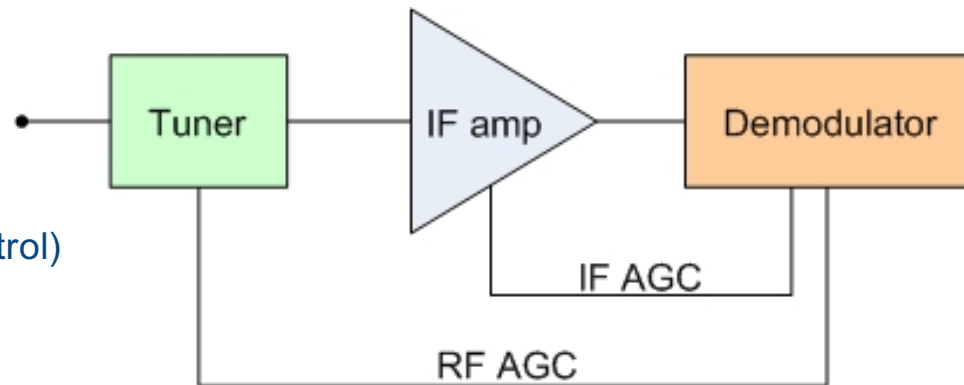 Tuner
IF amp
Demodulator
trol)
IF AGC
RF AGC